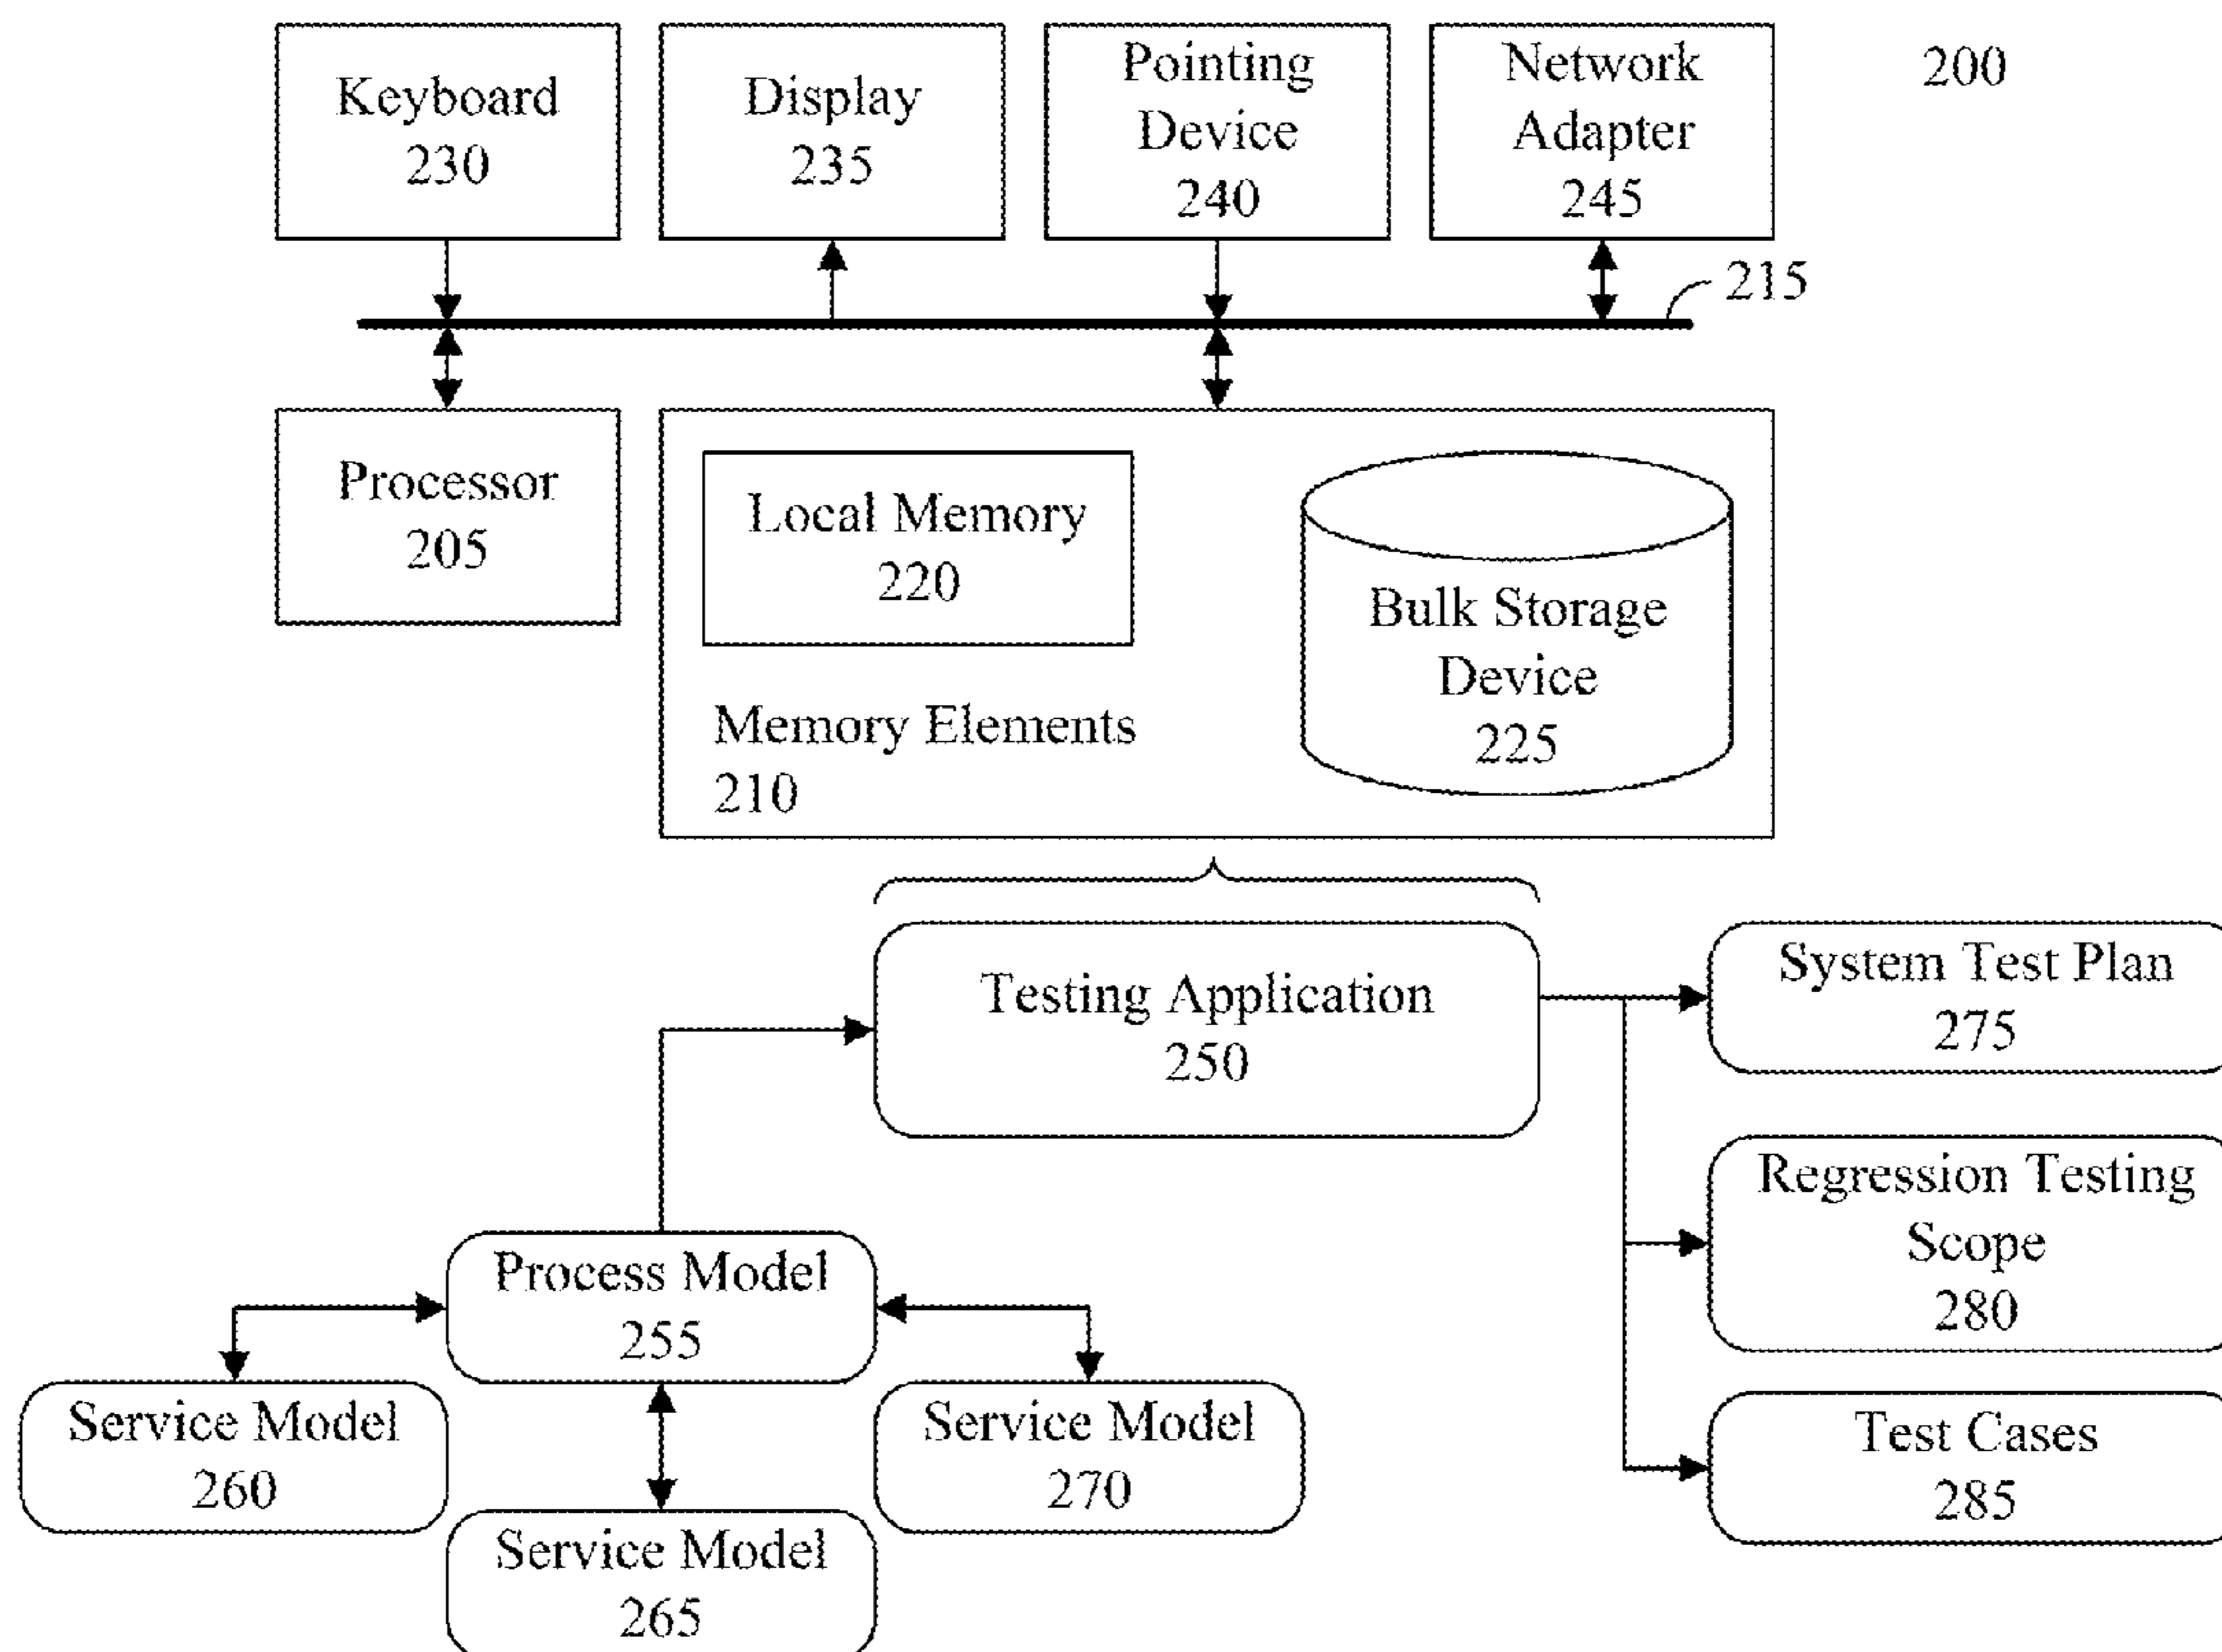 Keyboard
230
Display
235
Pointing
Device
240
Network
Adapter
245
200
215
Processor
205
Local Memory
220
Bulk Storage
Device
225
Memory Elements
210
Testing Application
250
System Test Plan
275
Regression Testing
Scope
280
Test Cases
285
Process Model
255
Service Model
260
Service Model
265
Service Model
270